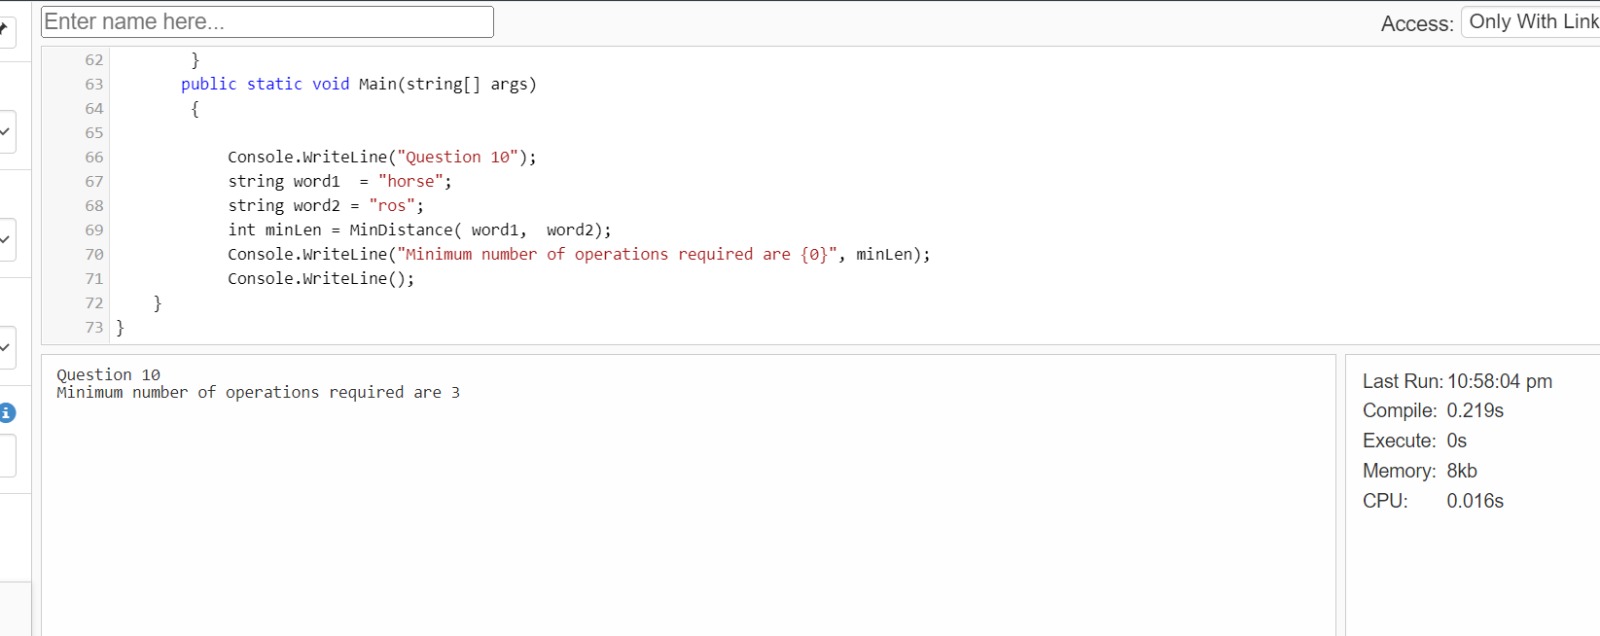 Enter name here...
Access: Only With Link
62 }
63 public static void Main(string[] args)
64 {
65
66 Console.WriteLine("Question 10");
67 string word1  = "horse";
68 string word2 = "ros";
69 int minLen = MinDistance( word1,  word2);
70 Console.WriteLine("Minimum number of operations required are {0}", minLen);
71 Console.WriteLine();
72 }
73 }
Question 10
Minimum number of operations required are 3
Last Run: 10:58:04 pm
Compile: 0.219s
Execute: 0s
Memory: 8kb
CPU: 0.016s